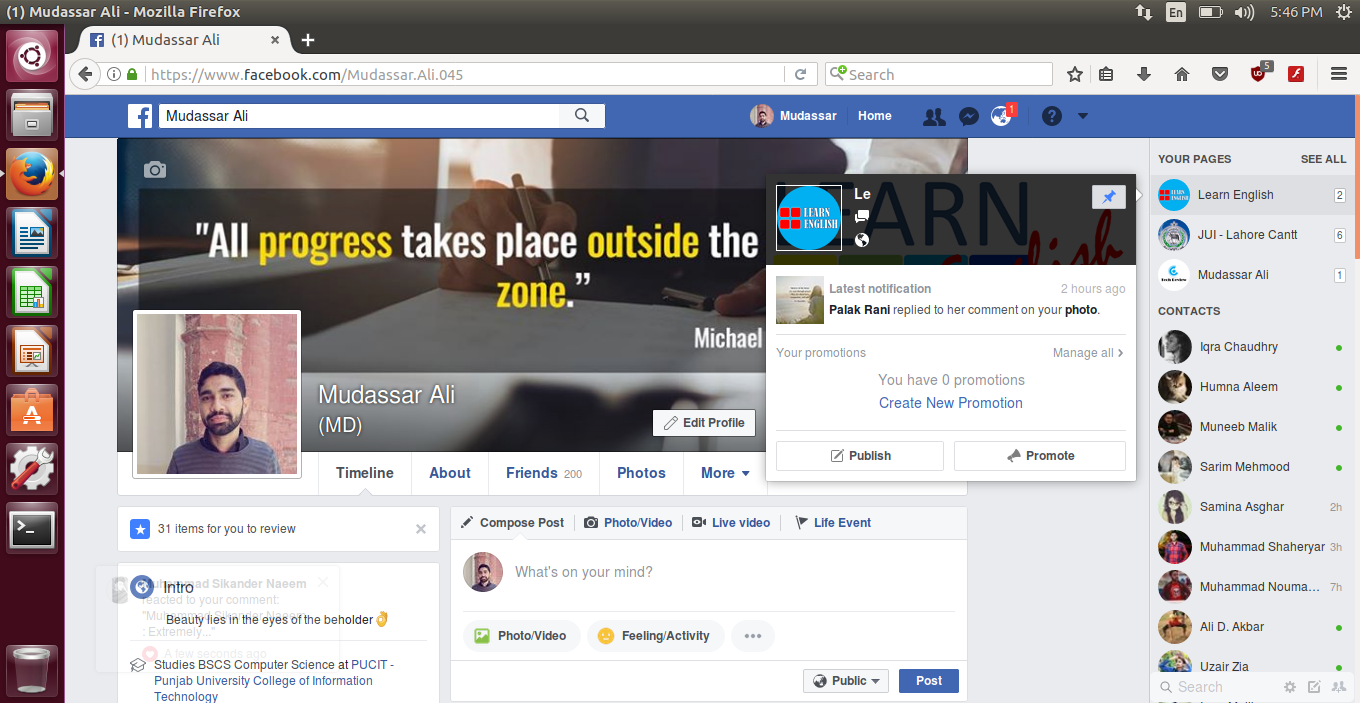 (1) Mudassar Ali - Mozilla Firefox
En
5:46 PM
(1) Mudassar Ali
https://www.facebook.com/Mudassar.Ali.045
Search
5
Mudassar Ali
Mudassar
Home
1
"All progress takes place outside the
zone.”
Michael
Mudassar Ali
(MD)
Edit Profile
Timeline
About
Friends 200
Photos
More
31 items for you to review
Intro
Beauty lies in the eyes of the beholder
Muhammad Sikander Naeem
reacted to your comment:
"Muhammad Sikander Naeem
: Extremely..."
A few seconds ago
Studies BSCS Computer Science at PUCIT -
Punjab University College of Information
Technology
Compose Post
Photo/Video
Live video
Life Event
What's on your mind?
Photo/Video
Feeling/Activity
Public
Post
LEARN
ENGLISH
Le
EARN
English
Latest notification
2 hours ago
Palak Rani replied to her comment on your photo.
Your promotions
Manage all
You have 0 promotions
Create New Promotion
Publish
Promote
YOUR PAGES
SEE ALL
Learn English
2
JUI - Lahore Cantt
6
Mudassar Ali
1
CONTACTS
Iqra Chaudhry
Humna Aleem
Muneeb Malik
Sarim Mehmood
Samina Asghar
2h
Muhammad Shaheryar
3h
Muhammad Nouma...
7h
Ali D. Akbar
Uzair Zia
Search